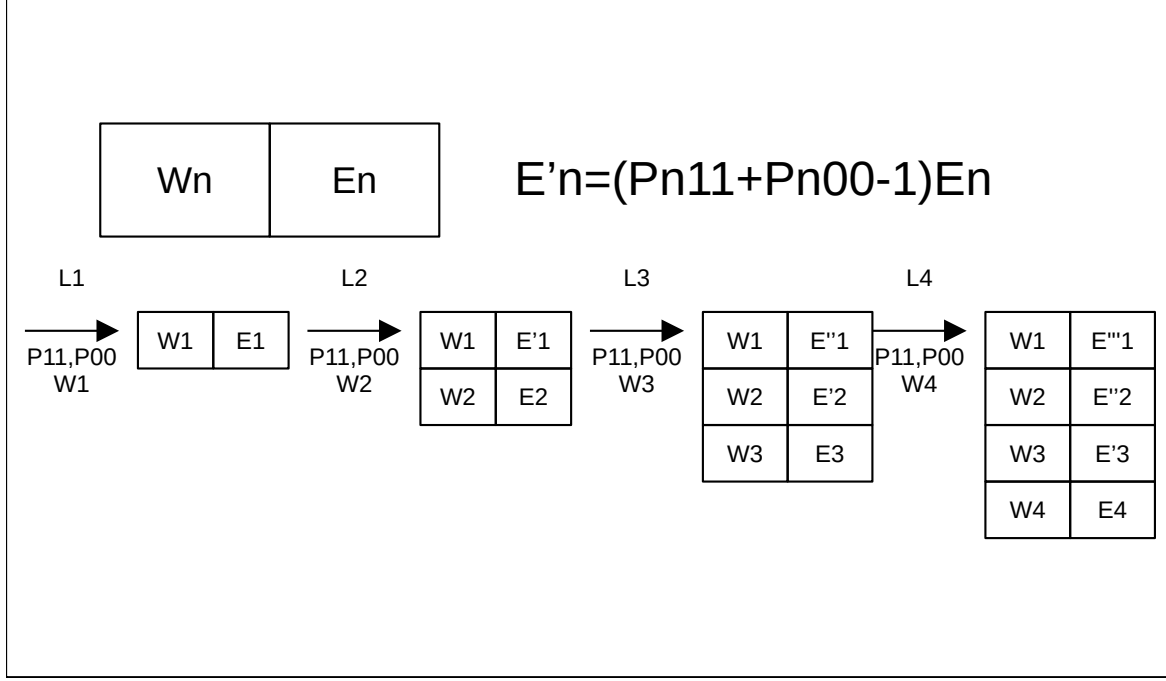 Wn En E’n=(Pn11+Pn00-1)En
L1 L2 L3 L4
P11,P00
W1
W1 E1
P11,P00
W2
W1 E’1
W2 E2
P11,P00
W3
W1 E’’1
W2 E’2
W3 E3
P11,P00
W4
W1 E’’’1
W2 E’’2
W3 E’3
W4 E4